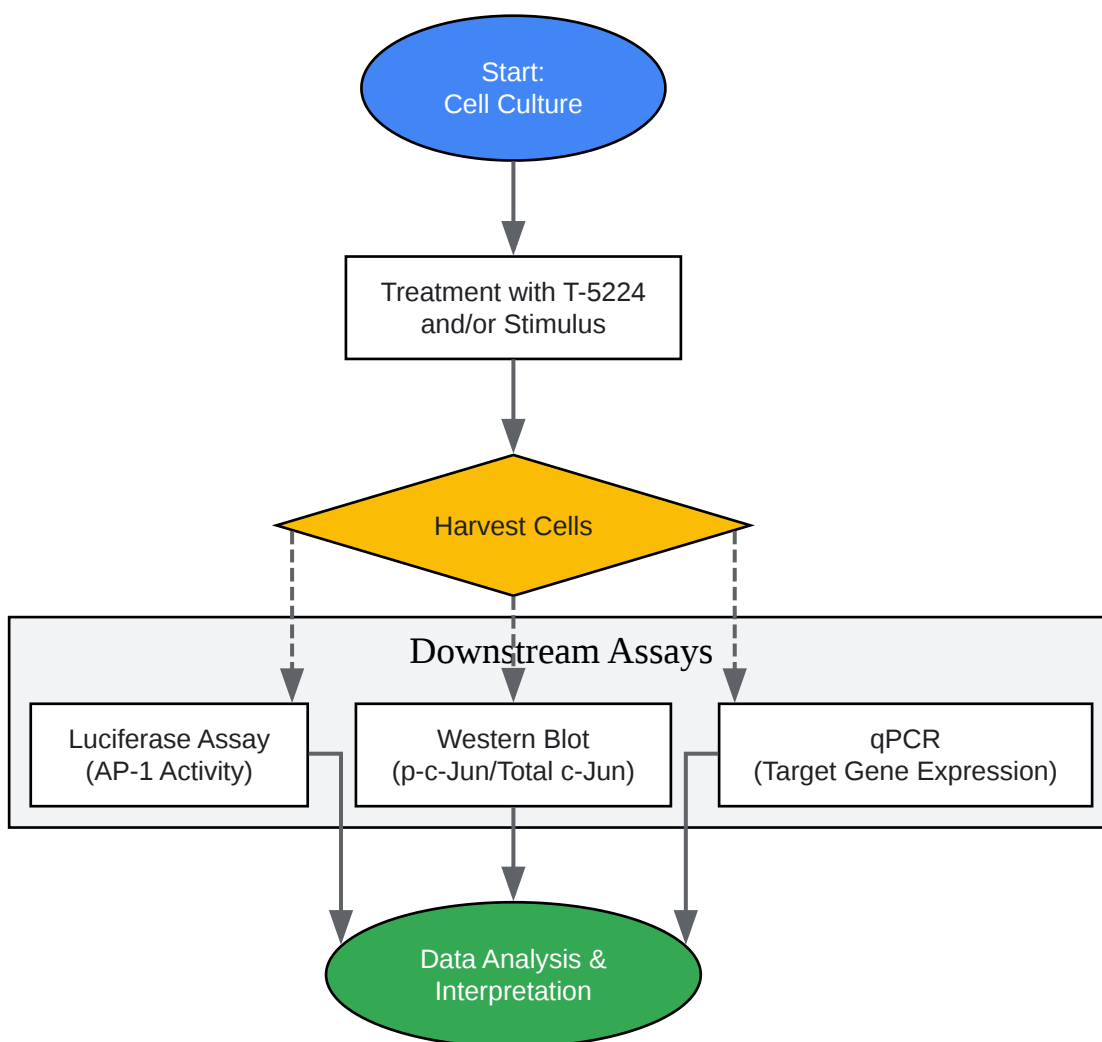 Start:
Cell Culture
Treatment with T-5224
and/or Stimulus
Harvest Cells
Downstream Assays
Luciferase Assay
(AP-1 Activity)
Western Blot
(p-c-Jun/Total c-Jun)
qPCR
(Target Gene Expression)
Data Analysis &
Interpretation